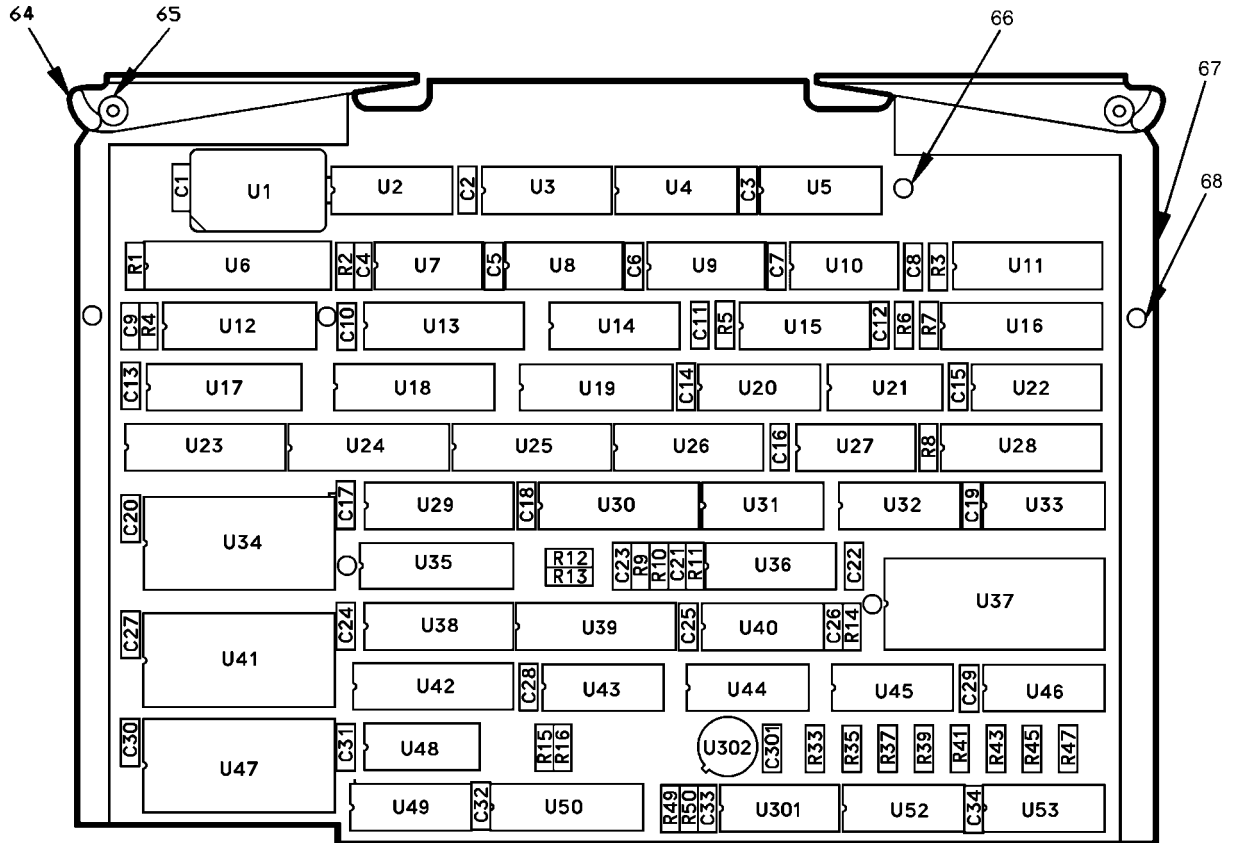 64 65 66
67
68
C1 U1 U2 C2 U3 U4 C3 U5
R1 U6 R2 C4 U7 C5 U8 C6 U9 C7 U10 C8 R3 U11
C9 R4 U12 C10 U13 U14 C11 R5 U15 C12 R6 R7 U16
C13 U17 U18 U19 C14 U20 U21 C15 U22
U23 U24 U25 U26 C16 U27 R8 U28
C20 U34 C17 U29 C18 U30 U31 U32 C19 U33
U35 R12 R13 C23 R9 R10 C21 R11 U36 C22 U37
C27 U41 C24 U38 U39 C25 U40 C26 R14
U42 C28 U43 U44 U45 C29 U46
C30 U47 C31 U48 R15 R16 U302 C301 R33 R35 R37 R39 R41 R43 R45 R47
U49 C32 U50 R49 R50 C33 U301 U52 C34 U53